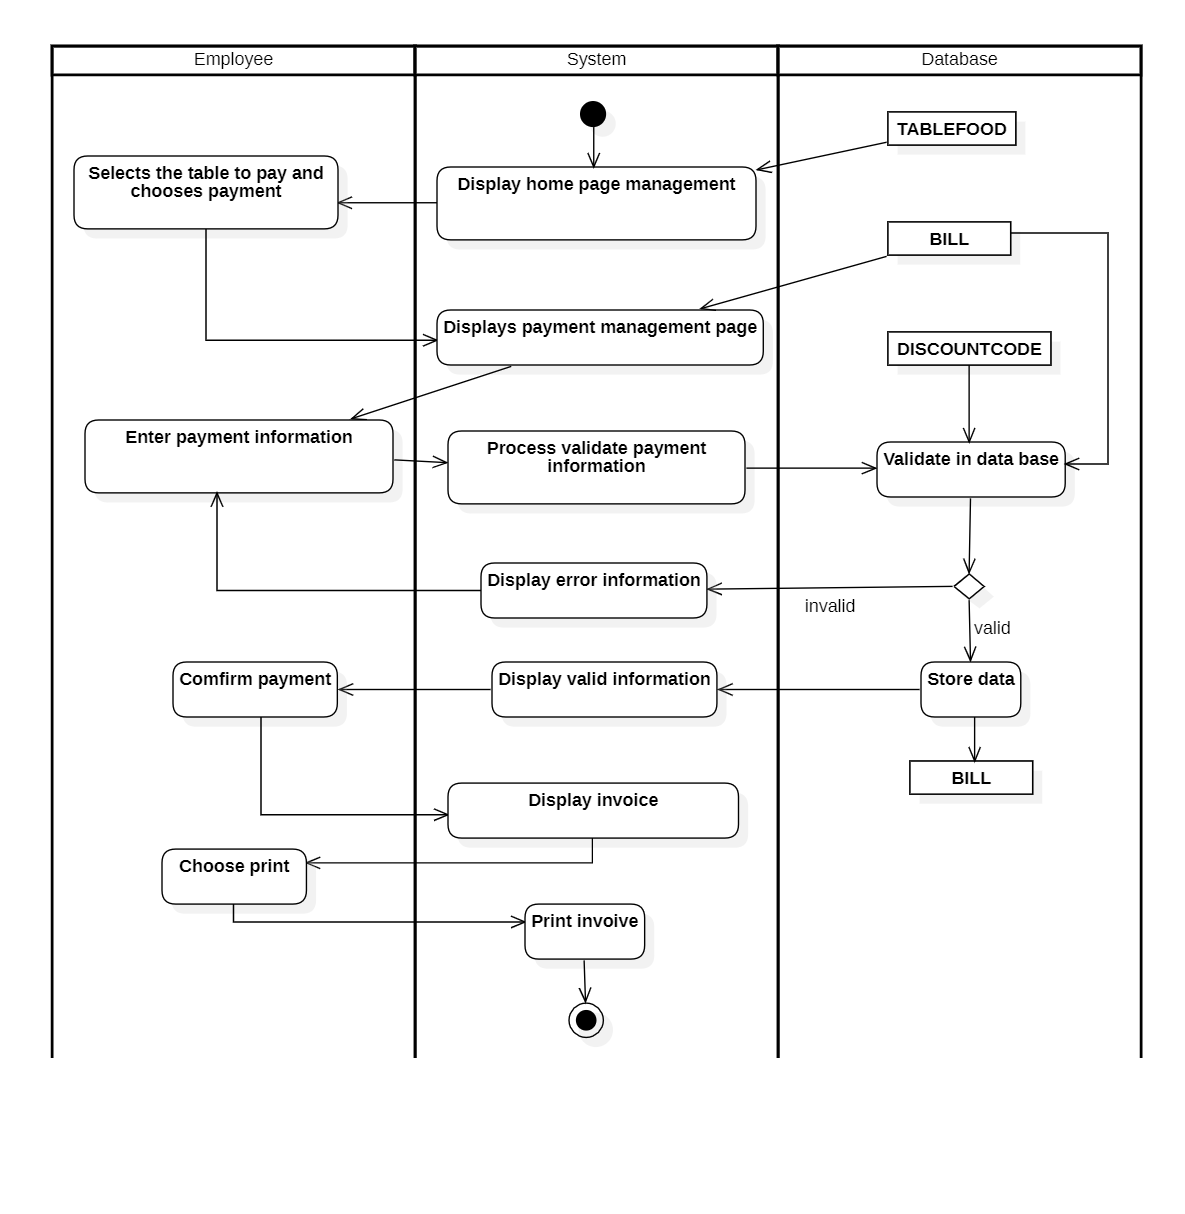 Employee
System
Database
TABLEFOOD
Selects the table to pay and
chooses payment
Display home page management
BILL
Displays payment management page
DISCOUNTCODE
Enter payment information
Process validate payment
information
Validate in data base
Display error information
invalid
valid
Comfirm payment
Display valid information
Store data
BILL
Display invoice
Choose print
Print invoive